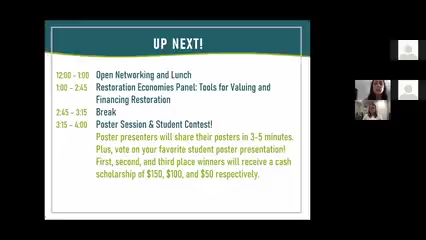 UP NEXT!
12:00 - 1:00 Open Networking and Lunch
1:00 - 2:45 Restoration Economies Panel: Tools for Valuing and
Financing Restoration
2:45 - 3:15 Break
3:15 - 4:00 Poster Session & Student Contest!
Poster presenters will share their posters in 3-5 minutes.
Plus, vote on your favorite student poster presentation!
First, second, and third place winners will receive a cash
scholarship of $150, $100, and $50 respectively.